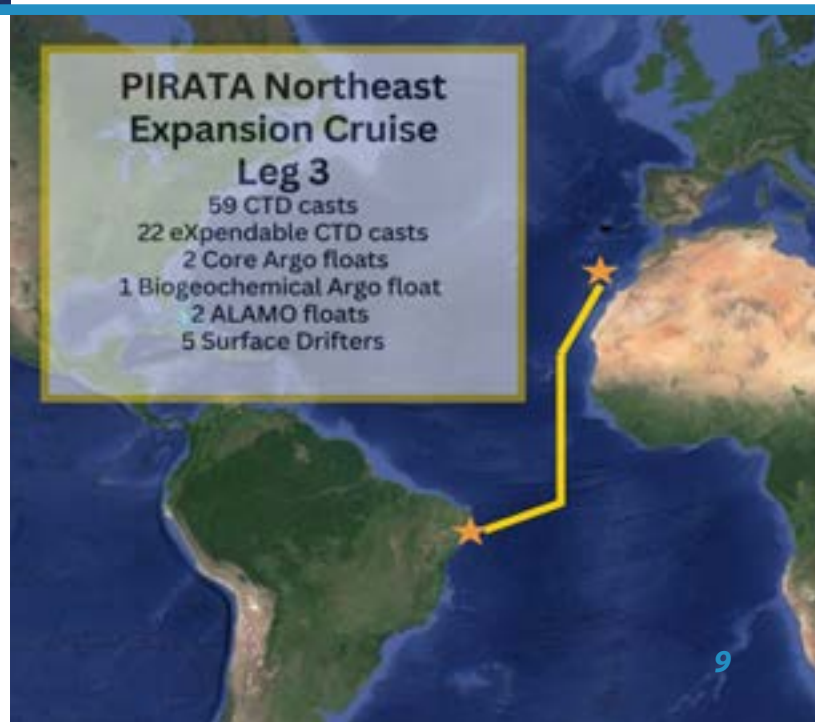 PIRATA Northeast
Expansion Cruise
Leg 3
59 CTD casts
22 eXpendable CTD casts
2 Core Argo floats
1 Biogeochemical Argo float
2 ALAMO floats
5 Surface Drifters
9